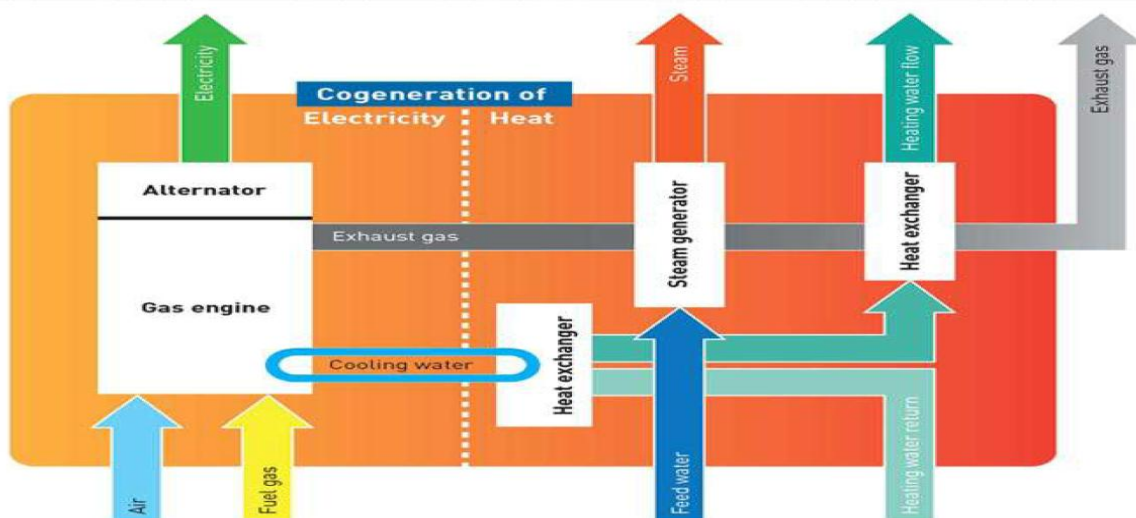 Electricity
Steam
Heating water flow
Exhaust gas
Cogeneration of
Electricity Heat
Alternator
Exhaust gas
Steam generator
Heat exchanger
Gas engine
Cooling water
Heat exchanger
Air
Fuel gas
Feed water
Heating water return